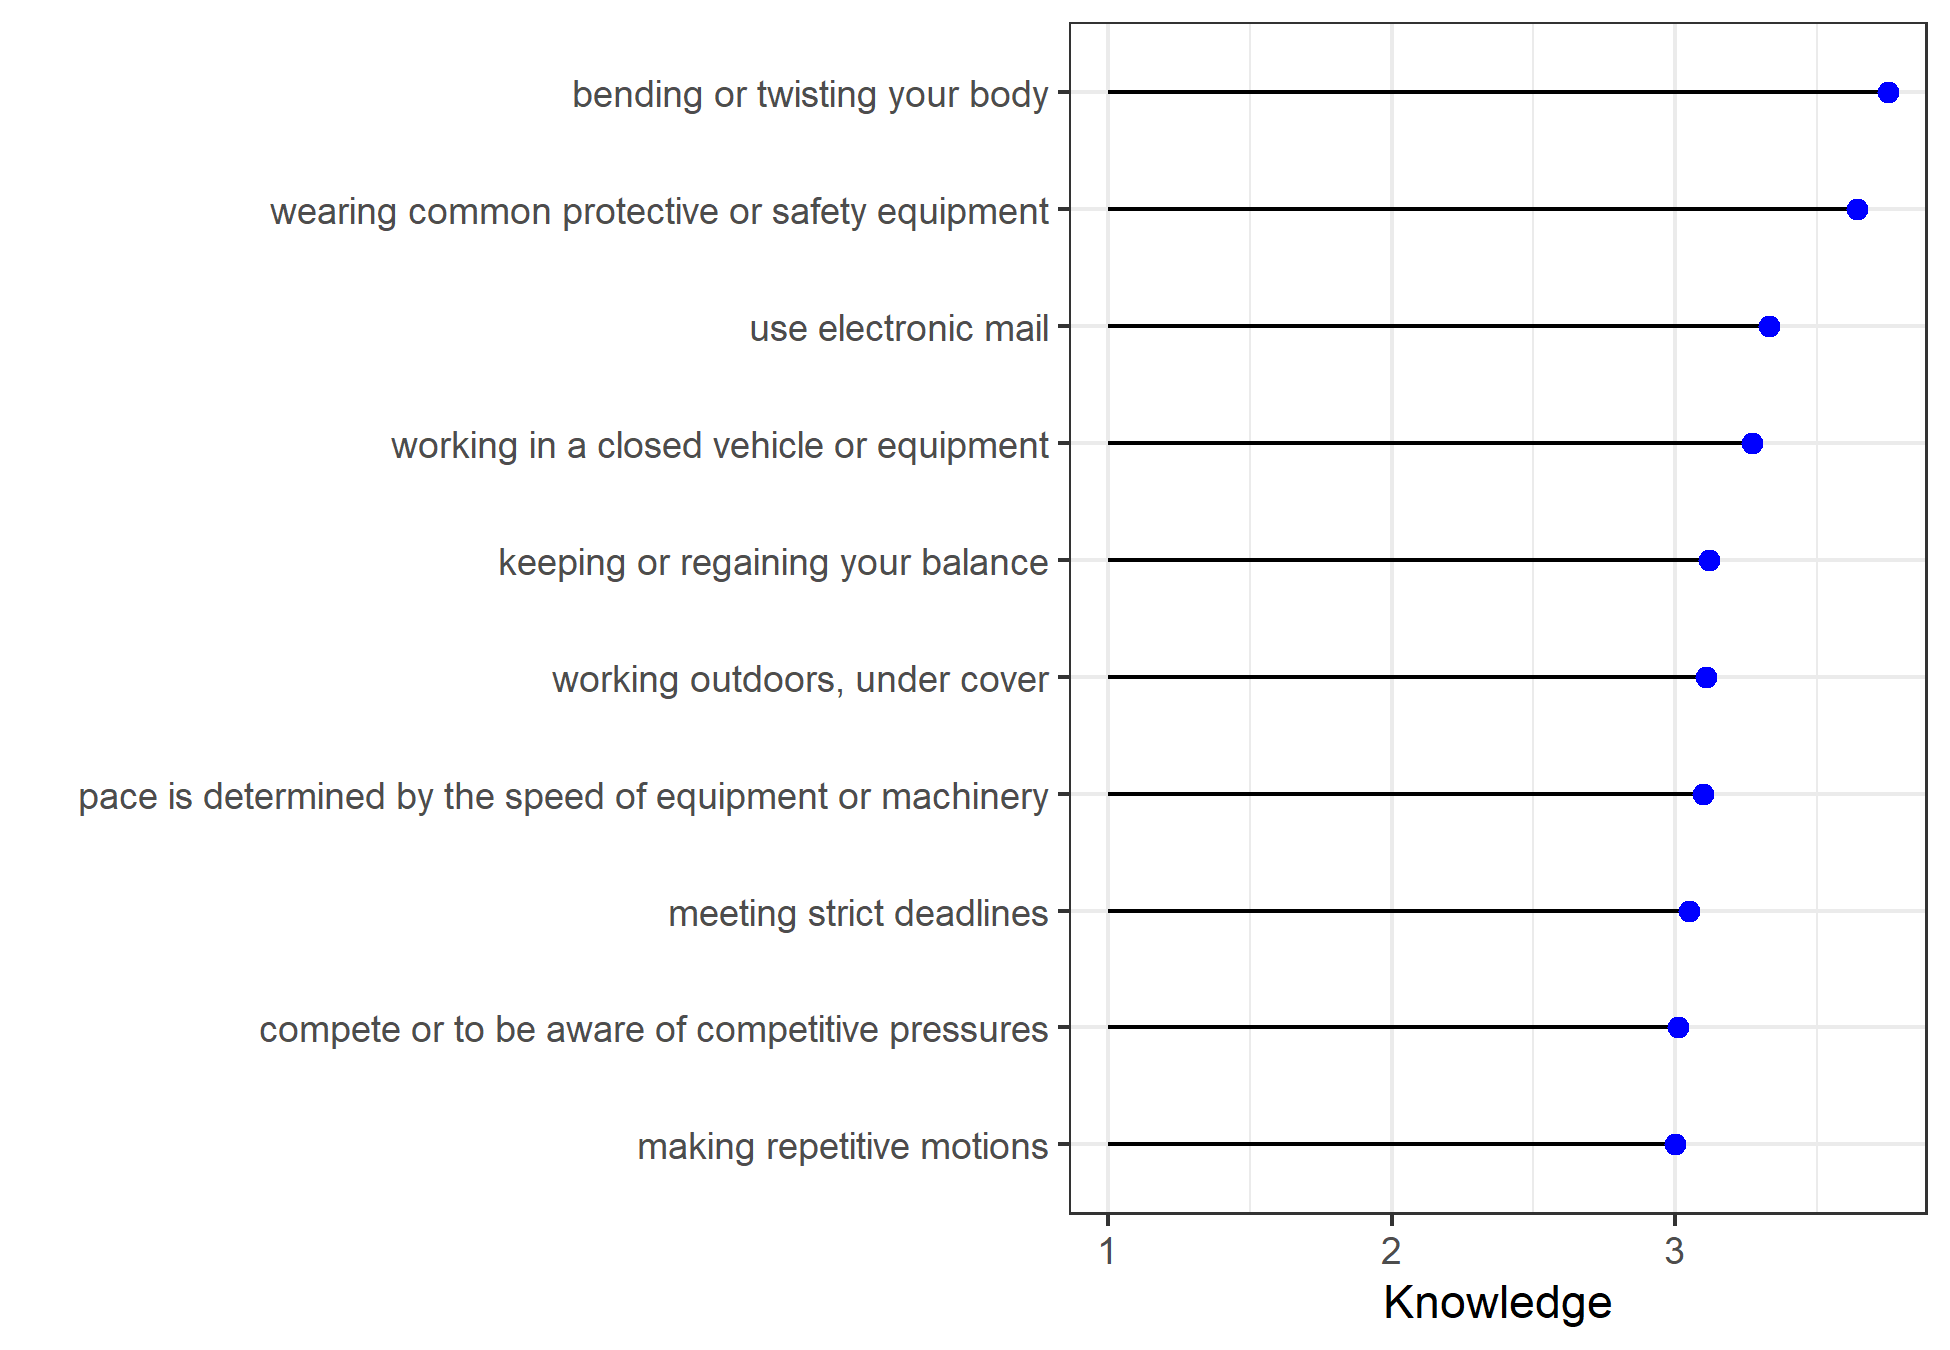 bending or twisting your body
wearing common protective or safety equipment
use electronic mail
working in a closed vehicle or equipment
keeping or regaining your balance
working outdoors, under cover
pace is determined by the speed of equipment or machinery
meeting strict deadlines
compete or to be aware of competitive pressures
making repetitive motions
1 2 3
Knowledge